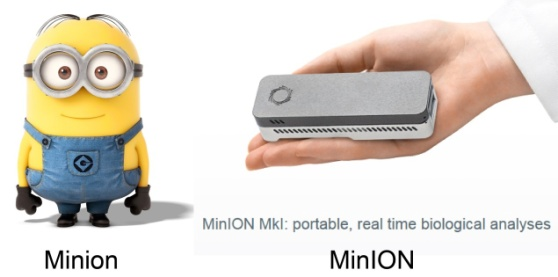 MinION MkI: portable, real time biological analyses
Minion
MinION